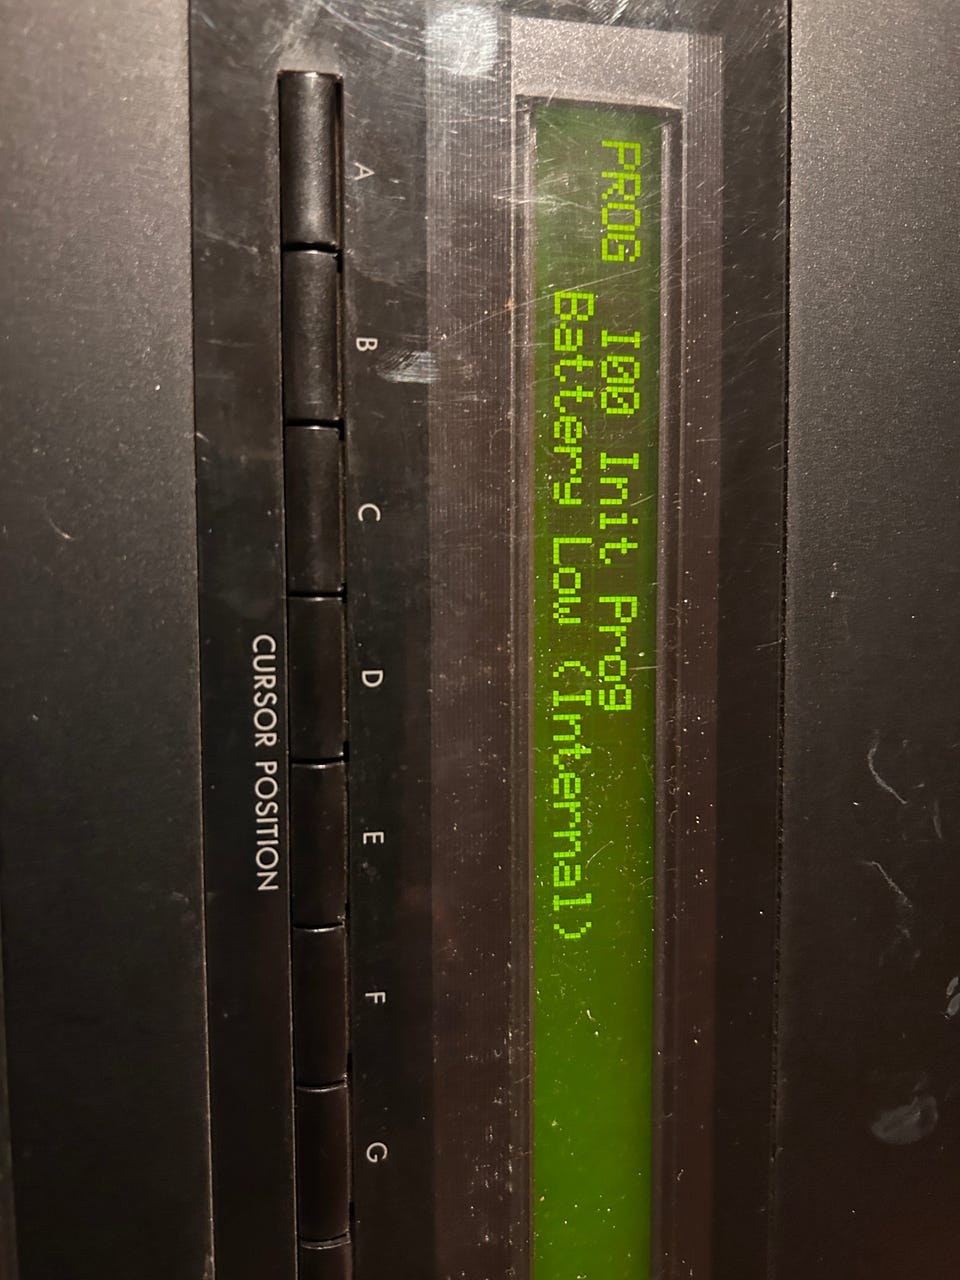 PROG I00 Init Prog
Battery Low (Internal)
A B C D E F G
CURSOR POSITION